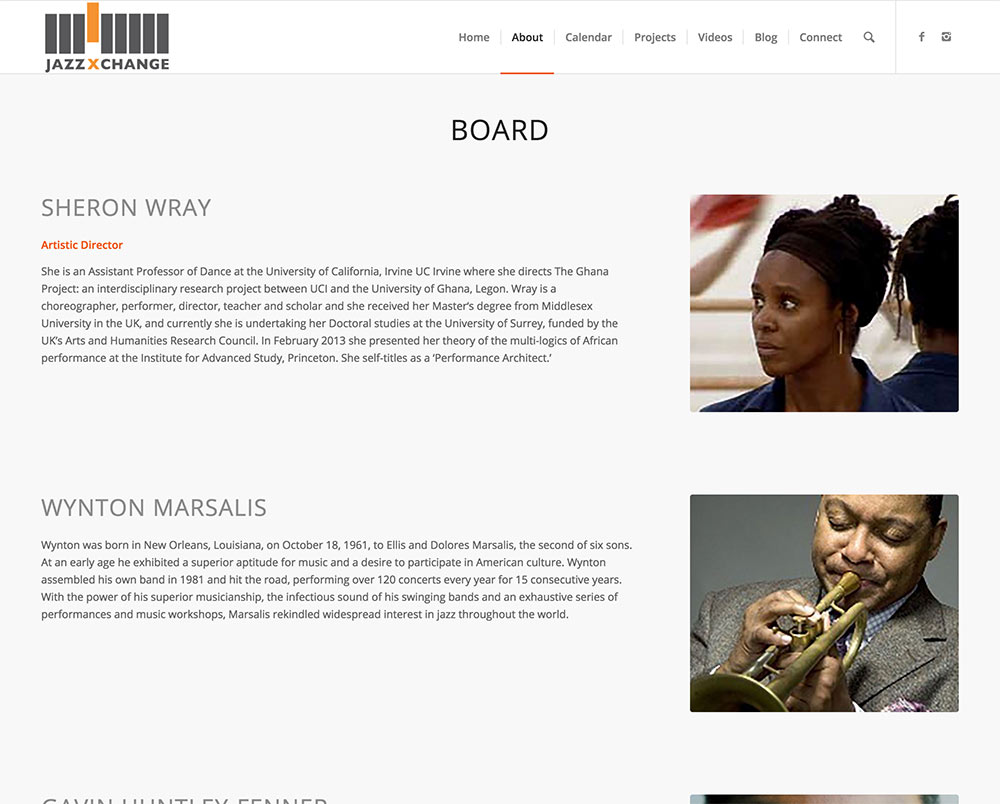 JAZZXCHANGE
Home About Calendar Projects Videos Blog Connect
BOARD
SHERON WRAY
Artistic Director
She is an Assistant Professor of Dance at the University of California, Irvine UC Irvine where she directs The Ghana
Project: an interdisciplinary research project between UCI and the University of Ghana, Legon. Wray is a
choreographer, performer, director, teacher and scholar and she received her Master's degree from Middlesex
University in the UK, and currently she is undertaking her Doctoral studies at the University of Surrey, funded by the
UK's Arts and Humanities Research Council. In February 2013 she presented her theory of the multi-logics of African
performance at the Institute for Advanced Study, Princeton. She self-titles as a ‘Performance Architect.’
WYNTON MARSALIS
Wynton was born in New Orleans, Louisiana, on October 18, 1961, to Ellis and Dolores Marsalis, the second of six sons.
At an early age he exhibited a superior aptitude for music and a desire to participate in American culture. Wynton
assembled his own band in 1981 and hit the road, performing over 120 concerts every year for 15 consecutive years.
With the power of his superior musicianship, the infectious sound of his swinging bands and an exhaustive series of
performances and music workshops, Marsalis rekindled widespread interest in jazz throughout the world.
GAVIN HUNTLEY-FENNER